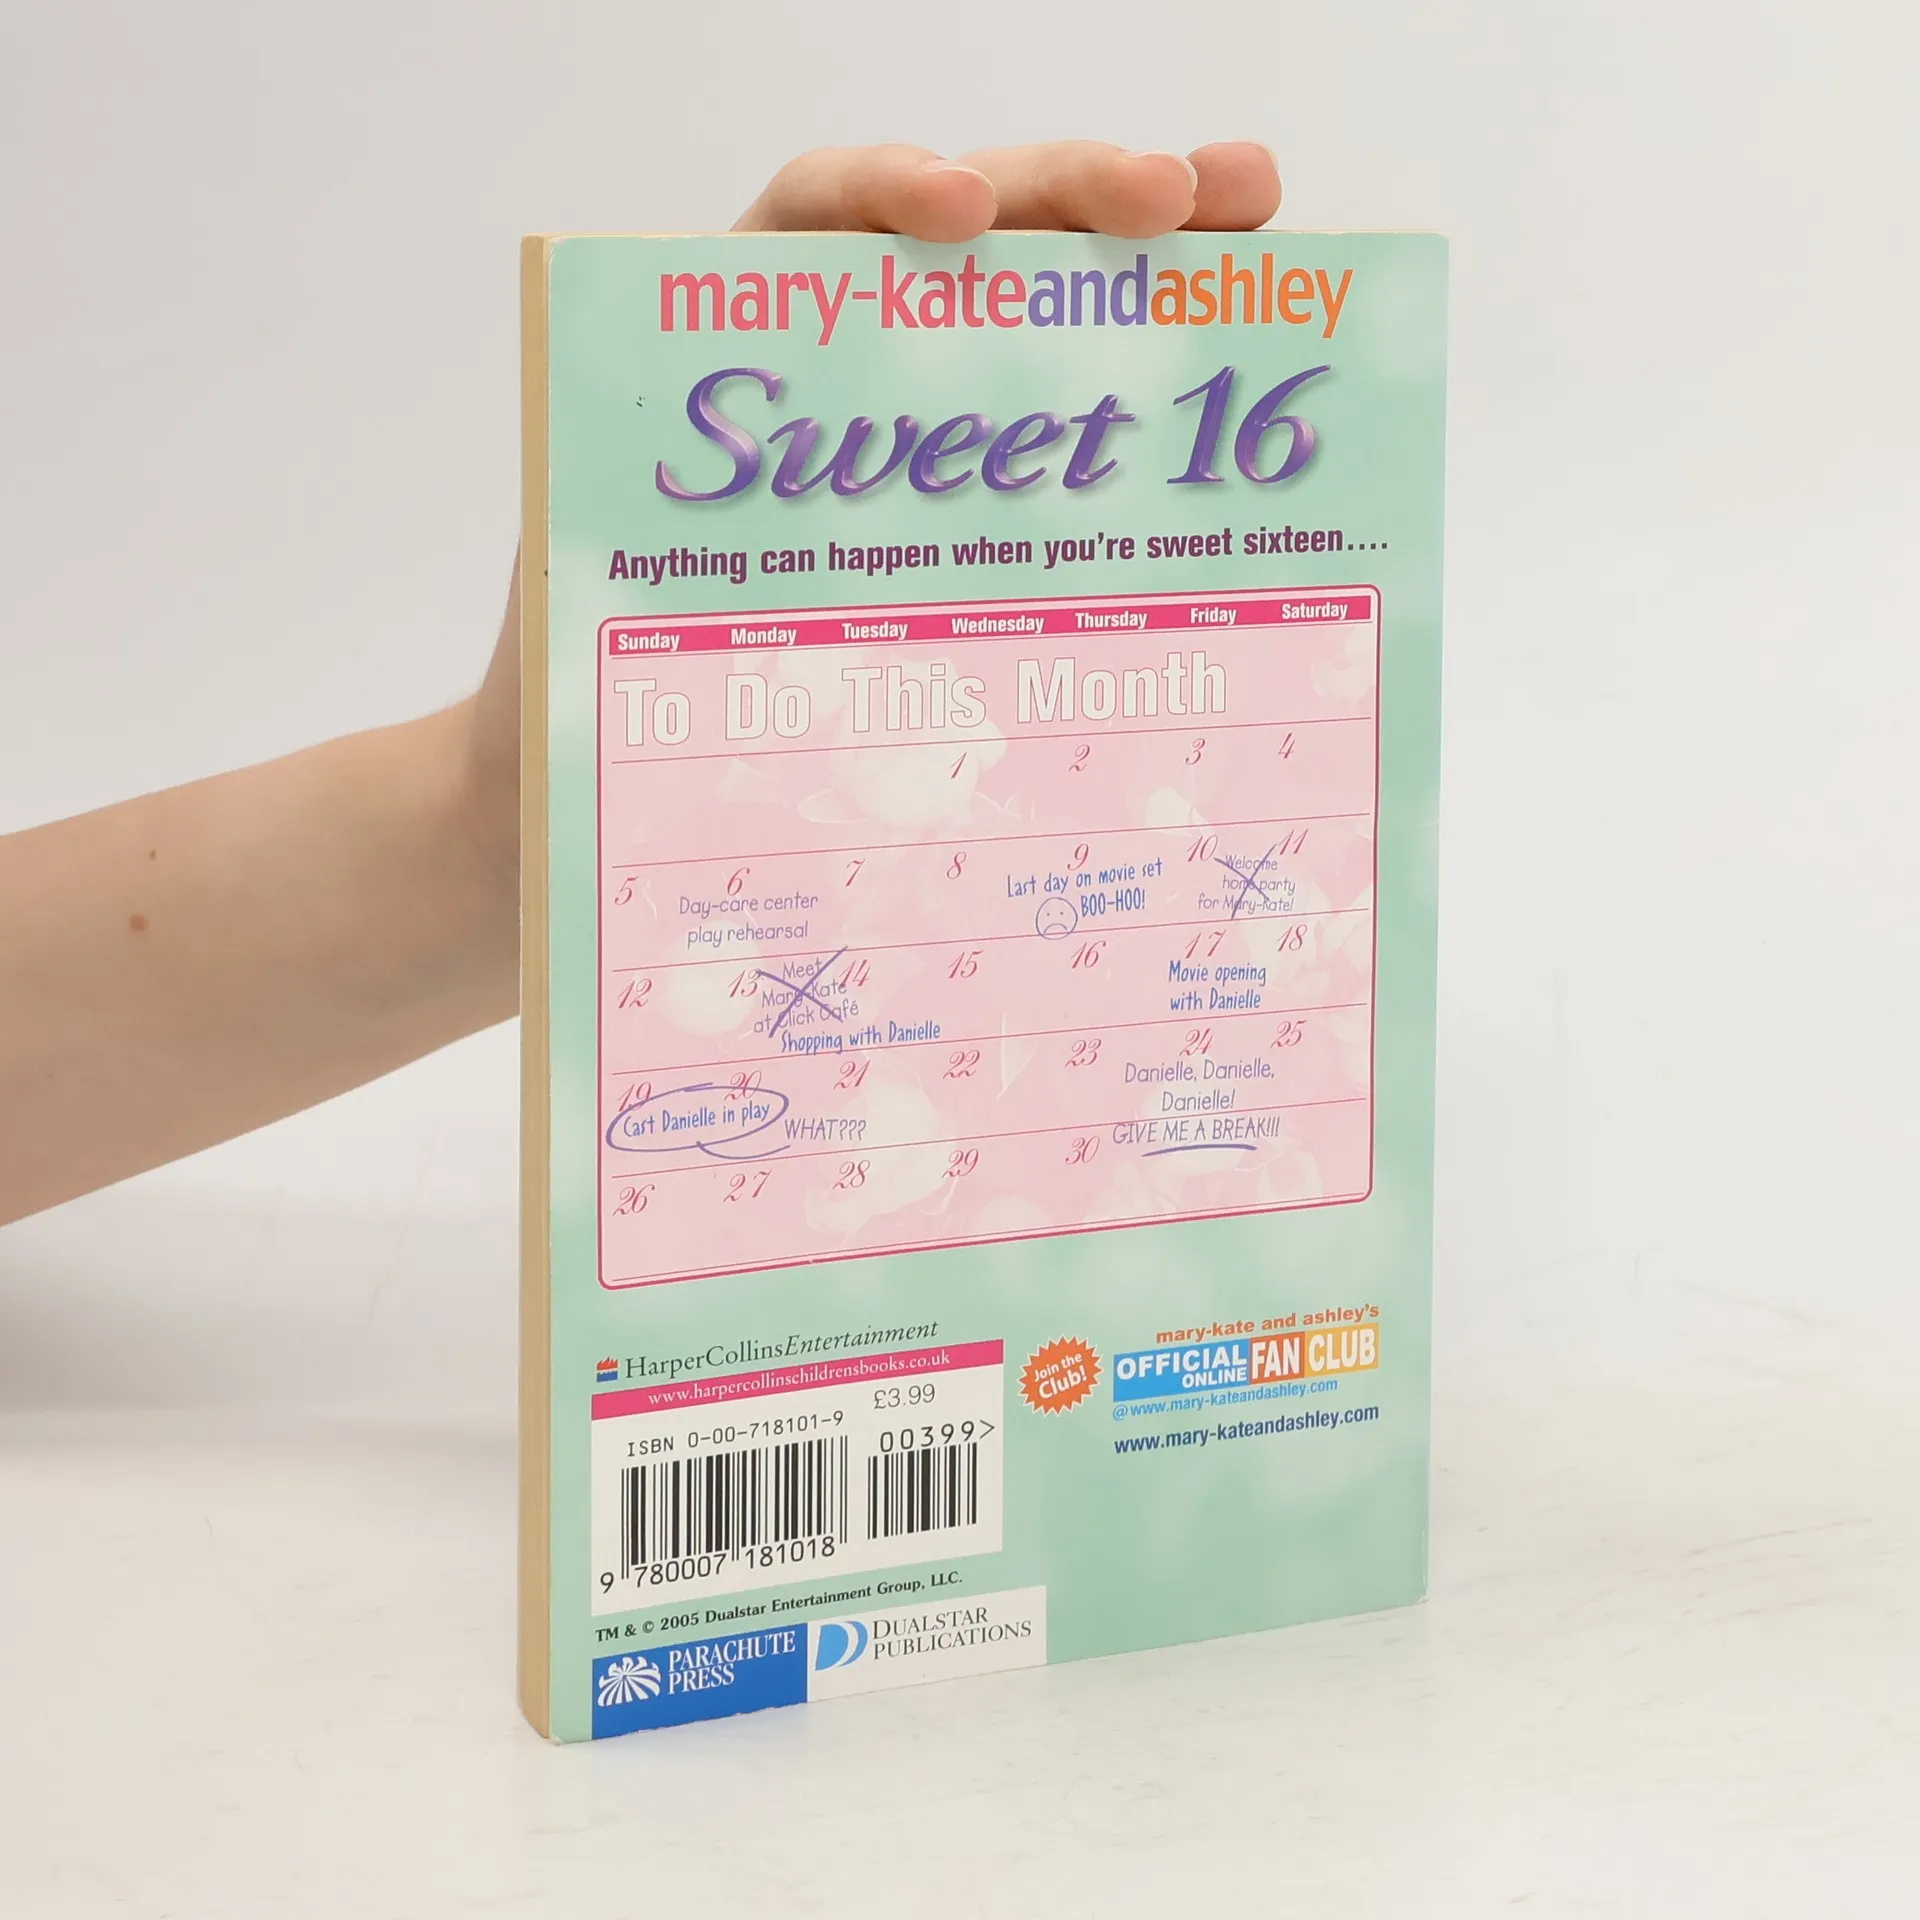 mary-kateandashley
Sweet 16
Anything can happen when you're sweet sixteen....
Sunday Monday Tuesday Wednesday Thursday Friday Saturday
To Do This Month
1 2 3 4
5 6 7 8 9 10 11
Day-care center
play rehearsal
Last day on movie set
BOO-HOO!
Welcome
home party
for Mary-Kate!
12 13 14 15 16 17 18
Meet
Mary-Kate
at Click Café
Shopping with Danielle
Movie opening
with Danielle
19 20 21 22 23 24 25
Cast Danielle in play
WHAT???
Danielle, Danielle,
Danielle!
GIVE ME A BREAK!!!
26 27 28 29 30
HarperCollinsEntertainment
www.harpercollinschildrensbooks.co.uk
£3.99
ISBN 0-00-718101-9
00399>
9 780007 181018
TM & © 2005 Dualstar Entertainment Group, LLC.
PARACHUTE
PRESS
DUALSTAR
PUBLICATIONS
Join the
Club!
mary-kate and ashley's
OFFICIAL
ONLINE
FAN CLUB
@www.mary-kateandashley.com
www.mary-kateandashley.com